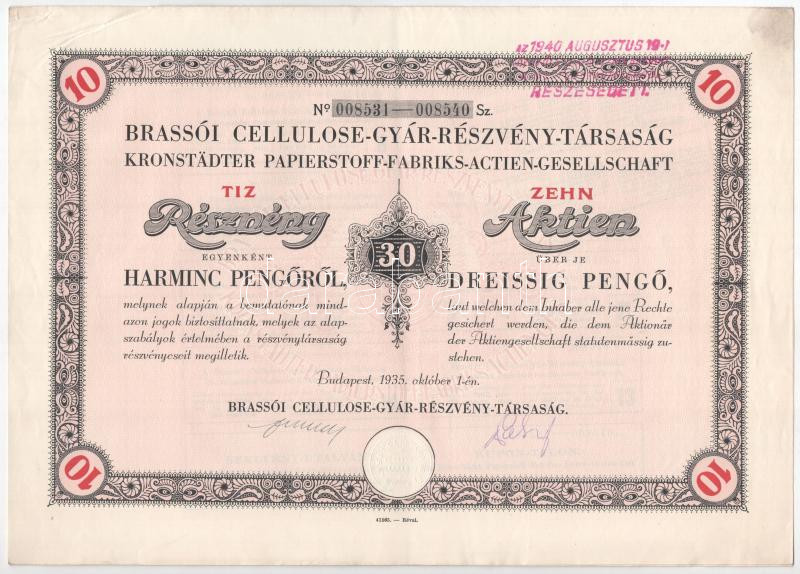 AZ 1940 AUGUSZTUS 19-I
RÉSZESEDETT.
10
10
Nº 008531—008540 Sz.
BRASSÓI CELLULOSE-GYÁR-RÉSZVÉNY-TÁRSASÁG
KRONSTÄDTER PAPIERSTOFF-FABRIKS-ACTIEN-GESELLSCHAFT
TIZ
Részvény
EGYENKÉNT
HARMINC PENGŐRŐL,
melynek alapján a bemutatónak mind-
azon jogok biztosíttatnak, melyek az alap-
szabályok értelmében a részvénytársaság
részvényeseit megilletik.
30
ZEHN
Aktien
ÜBER JE
DREISSIG PENGŐ,
laut welchen dem Inhaber alle jene Rechte
gesichert werden, die dem Aktionär
der Aktiengesellschaft statutenmässig zu-
stehen.
Budapest, 1935. október 1-én.
BRASSÓI CELLULOSE-GYÁR-RÉSZVÉNY-TÁRSASÁG.
10
10
41865. — Révai.